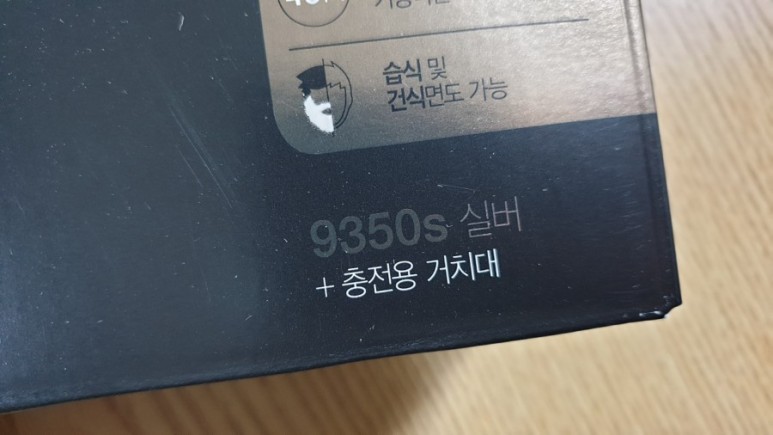 습식 및
건식면도 가능
9350s 실버
+ 충전용 거치대